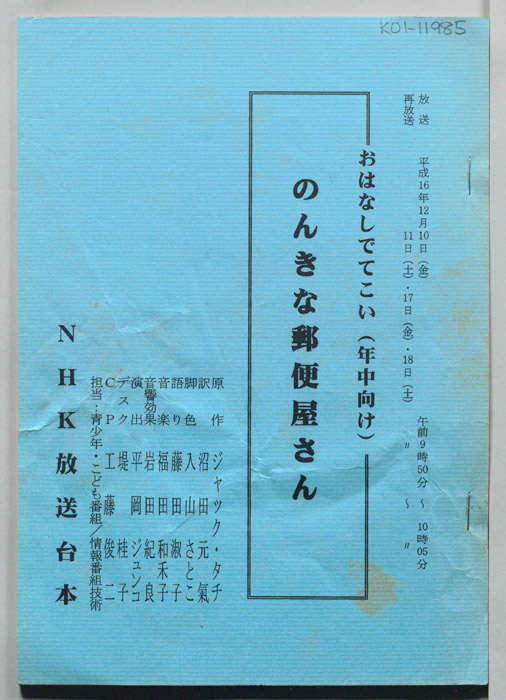 K01-11985
放送 平成16年12月10日(金) 午前9時50分 ～ 10時05分
再放送 11日(土)・17日(金)・18日(土) 〃 ～ 〃
おはなしでてこい(年中向け)
のんきな郵便屋さん
原作 ジャック・タチ
訳 沼田元氣
脚色 入山さとこ
語り 藤田淑子
音楽 福田和禾子
音響効果 岩田紀良
演出 平岡ジュンコ
デスク 堤桂子
CP 工藤俊二
担当：青少年・こども番組/情報番組技術
NHK放送台本